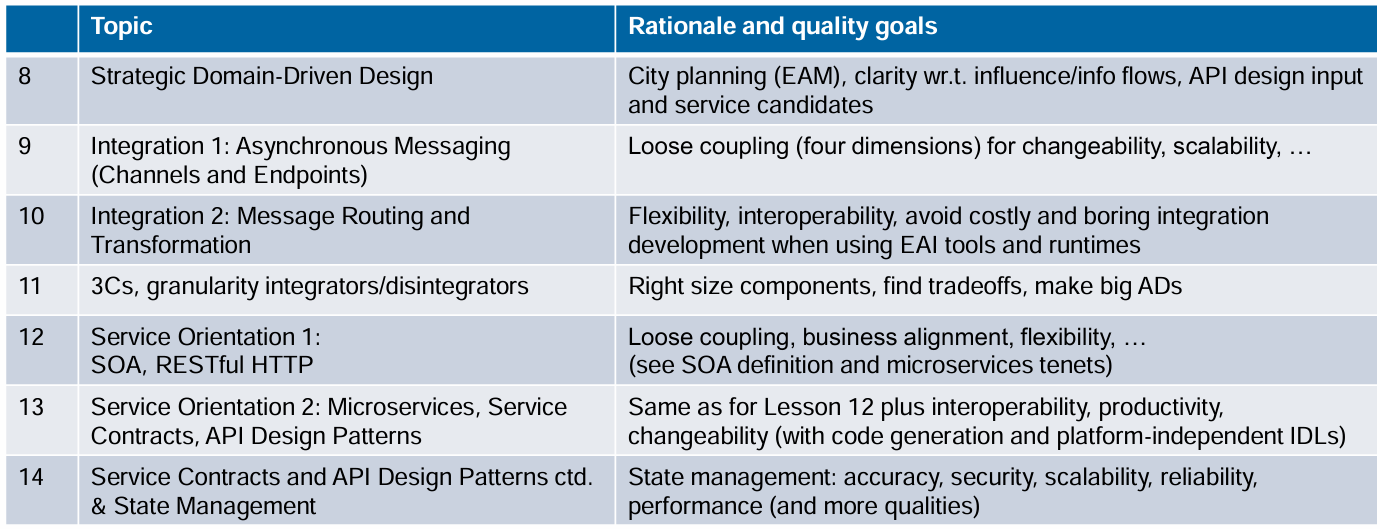 Topic Rationale and quality goals
8 Strategic Domain-Driven Design City planning (EAM), clarity wr.t. influence/info flows, API design input
and service candidates
9 Integration 1: Asynchronous Messaging Loose coupling (four dimensions) for changeability, scalability, …
(Channels and Endpoints)
10 Integration 2: Message Routing and Flexibility, interoperability, avoid costly and boring integration
Transformation development when using EAI tools and runtimes
11 3Cs, granularity integrators/disintegrators Right size components, find tradeoffs, make big ADs
12 Service Orientation 1: Loose coupling, business alignment, flexibility, …
SOA, RESTful HTTP (see SOA definition and microservices tenets)
13 Service Orientation 2: Microservices, Service Same as for Lesson 12 plus interoperability, productivity,
Contracts, API Design Patterns changeability (with code generation and platform-independent IDLs)
14 Service Contracts and API Design Patterns ctd. State management: accuracy, security, scalability, reliability,
& State Management performance (and more qualities)